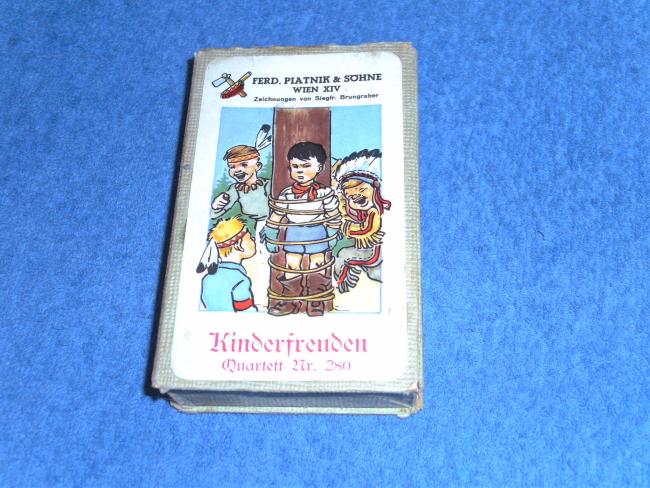 FERD. PIATNIK & SÖHNE
WIEN XIV
Zeichnungen von Siegfr. Brungraber
Kinderfreuden
Quartett Nr. 280